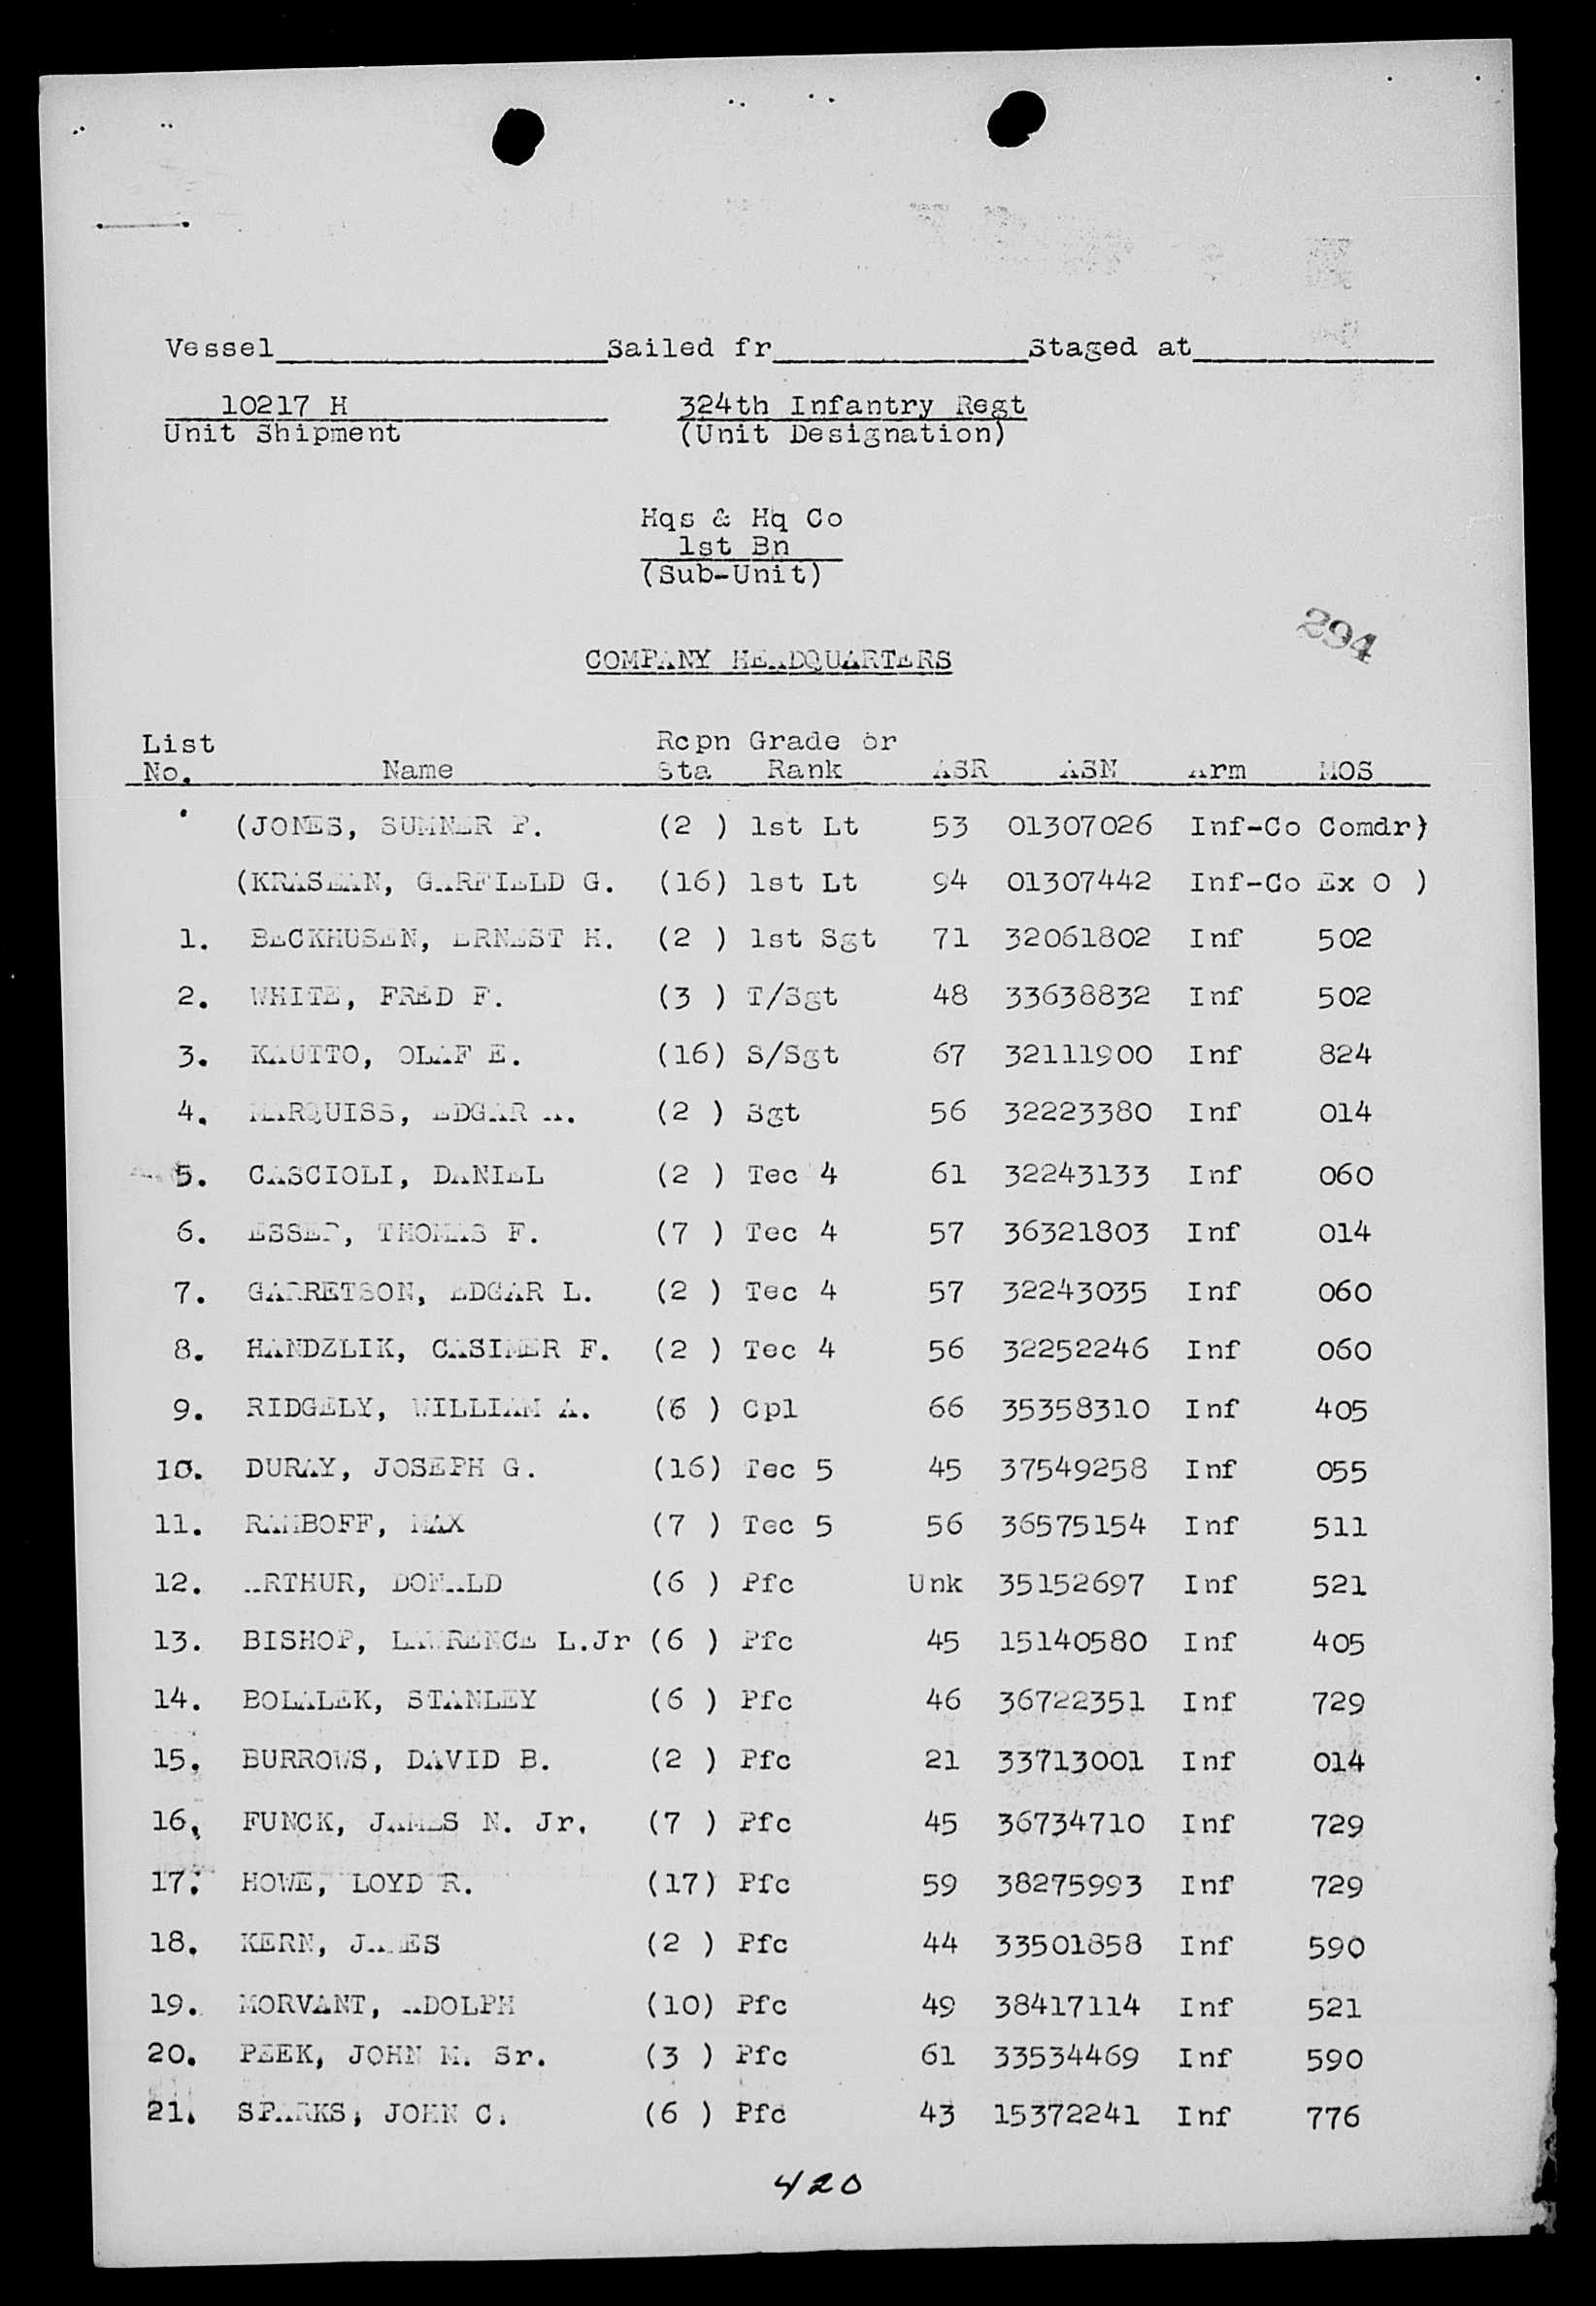 Vessel Sailed fr Staged at
10217 H 324th Infantry Regt
Unit Shipment (Unit Designation)
Hqs & Hq Co
1st Bn
(Sub-Unit)
294
COMPANY HEADQUARTERS
List Rcpn Grade or
No. Name Sta Rank ASR ASN Arm MOS
(JONES, SUMNER P. (2 ) 1st Lt 53 01307026 Inf-Co Comdr)
(KRASEAN, GARFIELD G. (16) 1st Lt 94 01307442 Inf-Co Ex O )
1. BECKHUSEN, ERNEST H. (2 ) 1st Sgt 71 32061802 Inf 502
2. WHITE, FRED F. (3 ) T/Sgt 48 33638832 Inf 502
3. KAUTTO, OLAF E. (16) S/Sgt 67 32111900 Inf 824
4. MARQUISS, EDGAR A. (2 ) Sgt 56 32223380 Inf 014
5. CASCIOLI, DANIEL (2 ) Tec 4 61 32243133 Inf 060
6. ESSEP, THOMAS F. (7 ) Tec 4 57 36321803 Inf 014
7. GARRETSON, EDGAR L. (2 ) Tec 4 57 32243035 Inf 060
8. HANDZLIK, CASIMER F. (2 ) Tec 4 56 32252246 Inf 060
9. RIDGELY, WILLIAM A. (6 ) Cpl 66 35358310 Inf 405
10. DURAY, JOSEPH G. (16) Tec 5 45 37549258 Inf 055
11. RAMBOFF, MAX (7 ) Tec 5 56 36575154 Inf 511
12. ARTHUR, DONALD (6 ) Pfc Unk 35152697 Inf 521
13. BISHOP, LAWRENCE L.Jr (6 ) Pfc 45 15140580 Inf 405
14. BOLALEK, STANLEY (6 ) Pfc 46 36722351 Inf 729
15. BURROWS, DAVID B. (2 ) Pfc 21 33713001 Inf 014
16. FUNCK, JAMES N. Jr. (7 ) Pfc 45 36734710 Inf 729
17. HOWE, LOYD R. (17) Pfc 59 38275993 Inf 729
18. KERN, JAMES (2 ) Pfc 44 33501858 Inf 590
19. MORVANT, ADOLPH (10) Pfc 49 38417114 Inf 521
20. PEEK, JOHN M. Sr. (3 ) Pfc 61 33534469 Inf 590
21. SPARKS, JOHN C. (6 ) Pfc 43 15372241 Inf 776
420